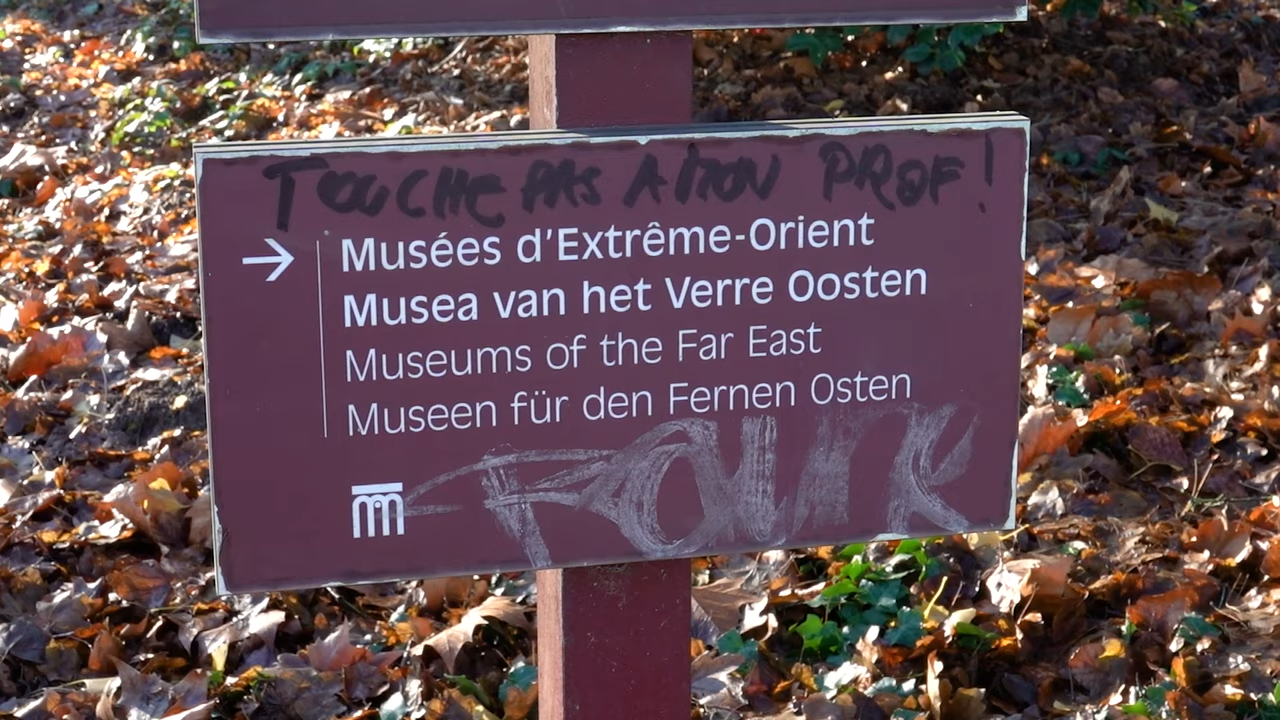 TOUCHE PAS A MON PROF!
Musées d'Extrême-Orient
Musea van het Verre Oosten
Museums of the Far East
Museen für den Fernen Osten